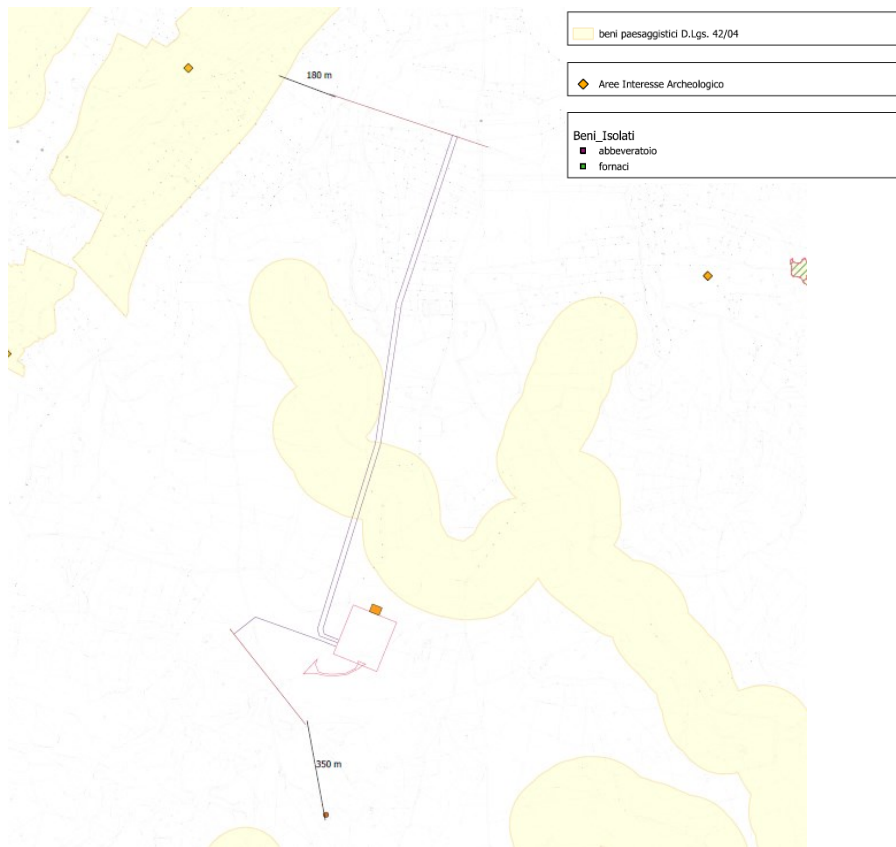 180 m
beni paesaggistici D.Lgs. 42/04
Aree Interesse Archeologico
Beni_Isolati
abbeveratoio
fornaci
350 m